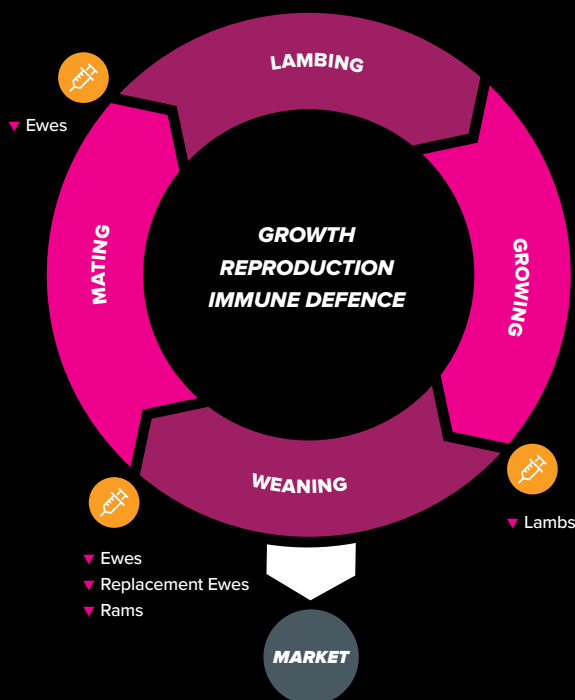 LAMBING
Ewes
MATING
GROWTH
REPRODUCTION
IMMUNE DEFENCE
GROWING
WEANING
Lambs
Ewes
Replacement Ewes
Rams
MARKET